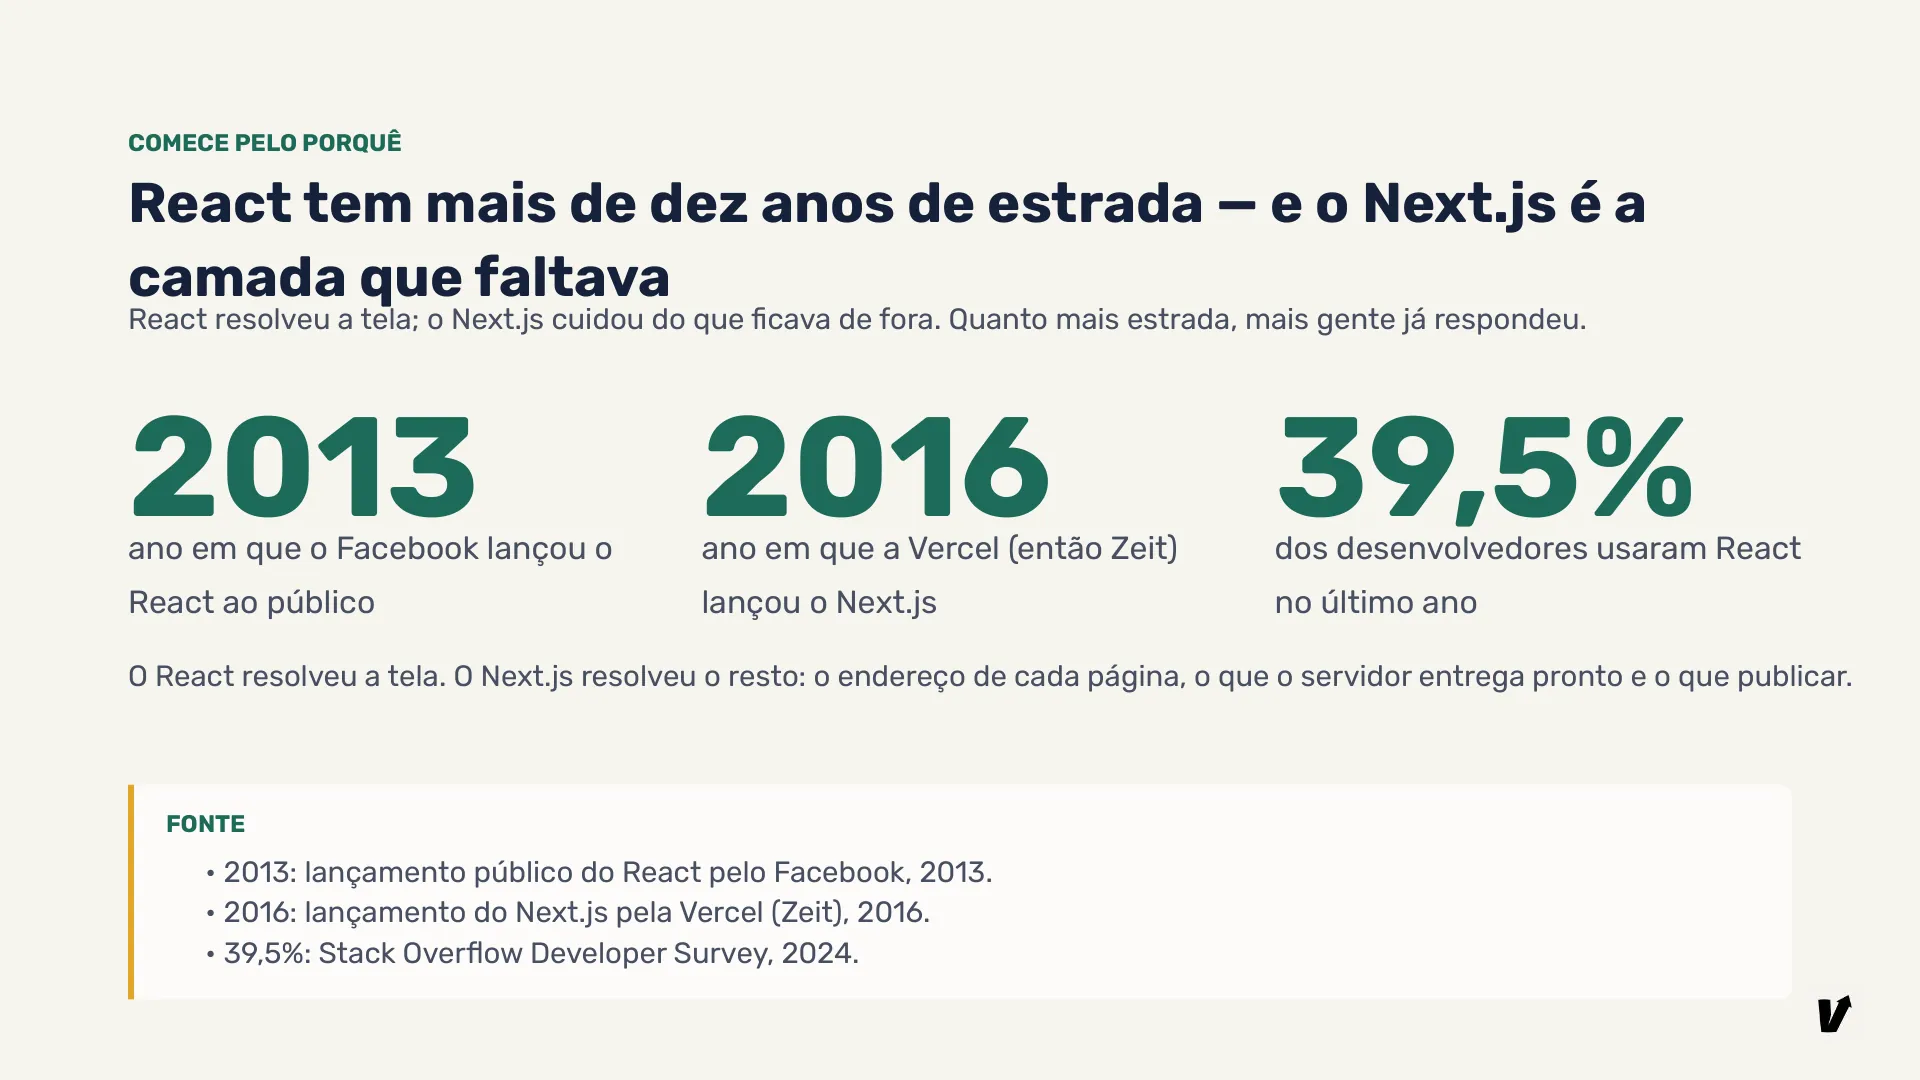 COMECE PELO PORQUÊ
React tem mais de dez anos de estrada — e o Next.js é a
camada que faltava
React resolveu a tela; o Next.js cuidou do que ficava de fora. Quanto mais estrada, mais gente já respondeu.
2013
ano em que o Facebook lançou o
React ao público
2016
ano em que a Vercel (então Zeit)
lançou o Next.js
39,5%
dos desenvolvedores usaram React
no último ano
O React resolveu a tela. O Next.js resolveu o resto: o endereço de cada página, o que o servidor entrega pronto e o que publicar.
FONTE
• 2013: lançamento público do React pelo Facebook, 2013.
• 2016: lançamento do Next.js pela Vercel (Zeit), 2016.
• 39,5%: Stack Overflow Developer Survey, 2024.